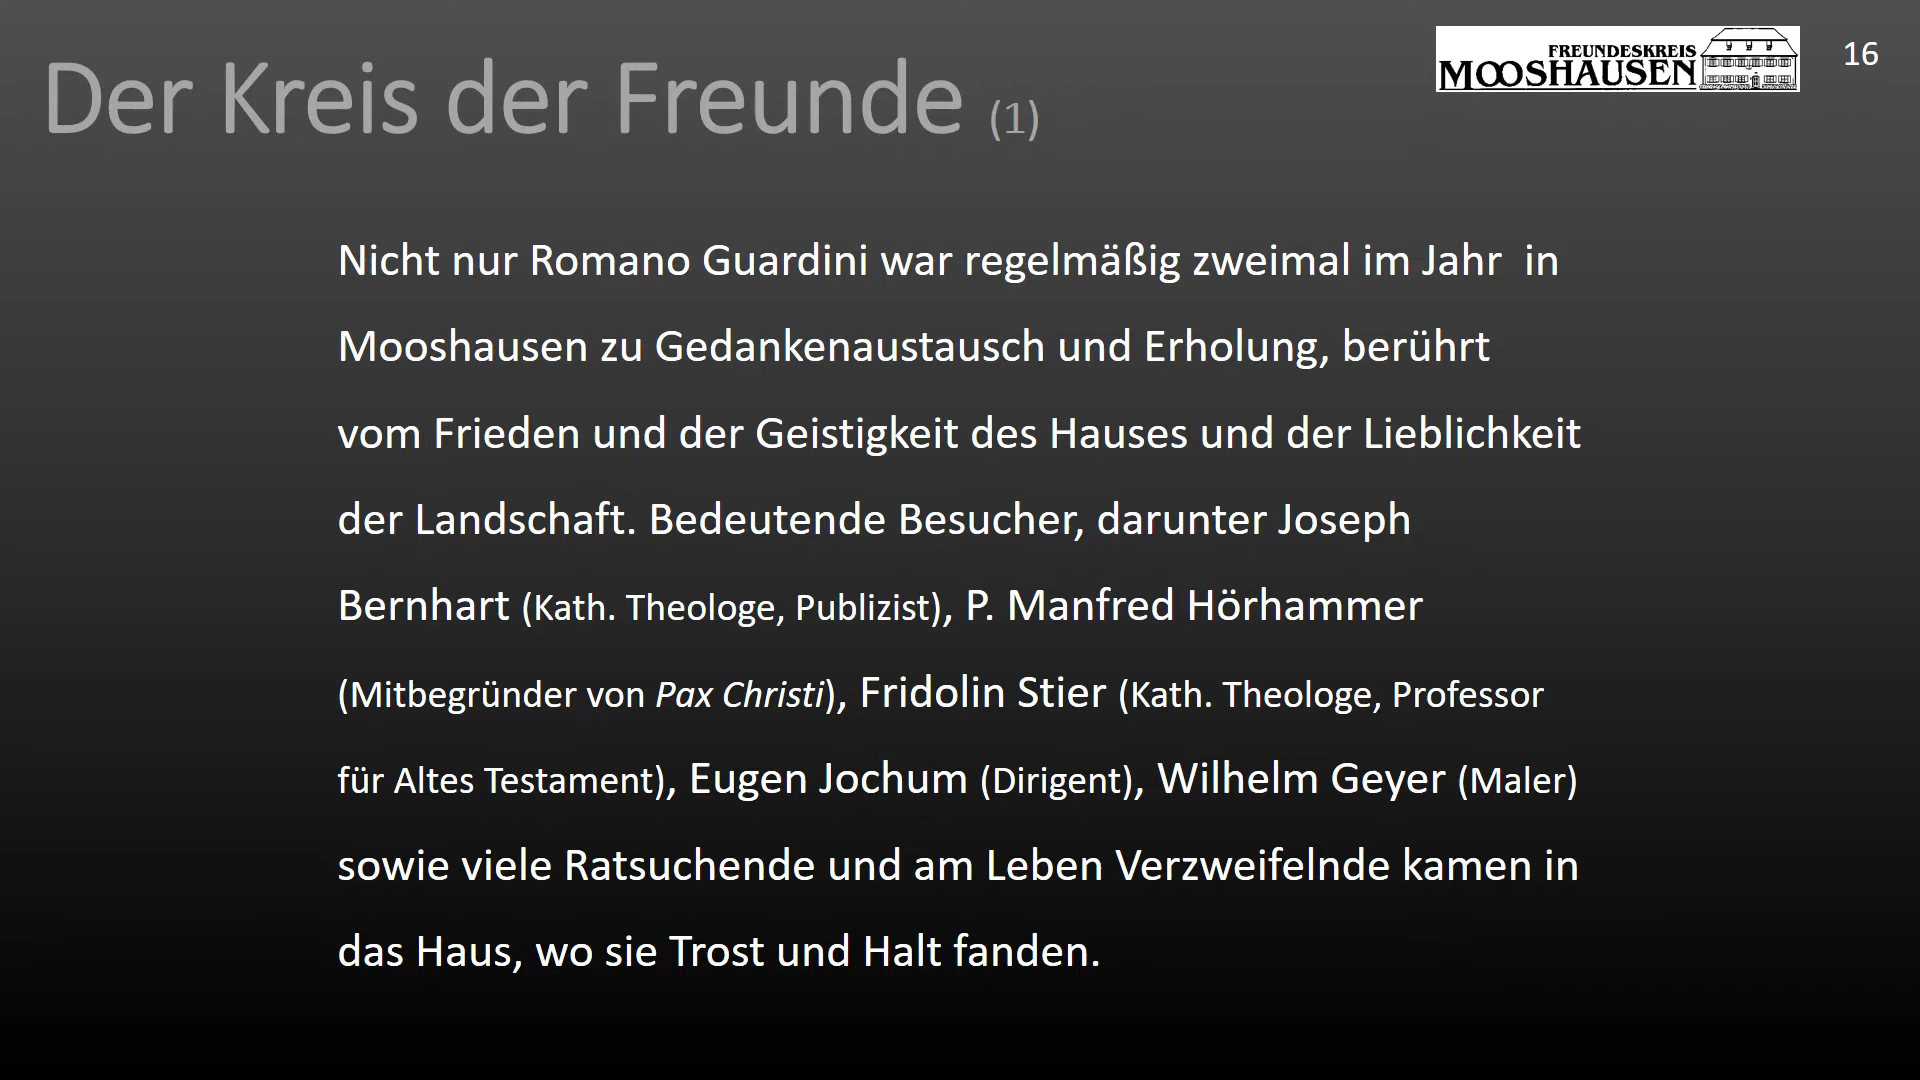 Der Kreis der Freunde (1)
FREUNDESKREIS
MOOSHAUSEN
16
Nicht nur Romano Guardini war regelmäßig zweimal im Jahr  in
Mooshausen zu Gedankenaustausch und Erholung, berührt
vom Frieden und der Geistigkeit des Hauses und der Lieblichkeit
der Landschaft. Bedeutende Besucher, darunter Joseph
Bernhart (Kath. Theologe, Publizist), P. Manfred Hörhammer
(Mitbegründer von Pax Christi), Fridolin Stier (Kath. Theologe, Professor
für Altes Testament), Eugen Jochum (Dirigent), Wilhelm Geyer (Maler)
sowie viele Ratsuchende und am Leben Verzweifelnde kamen in
das Haus, wo sie Trost und Halt fanden.